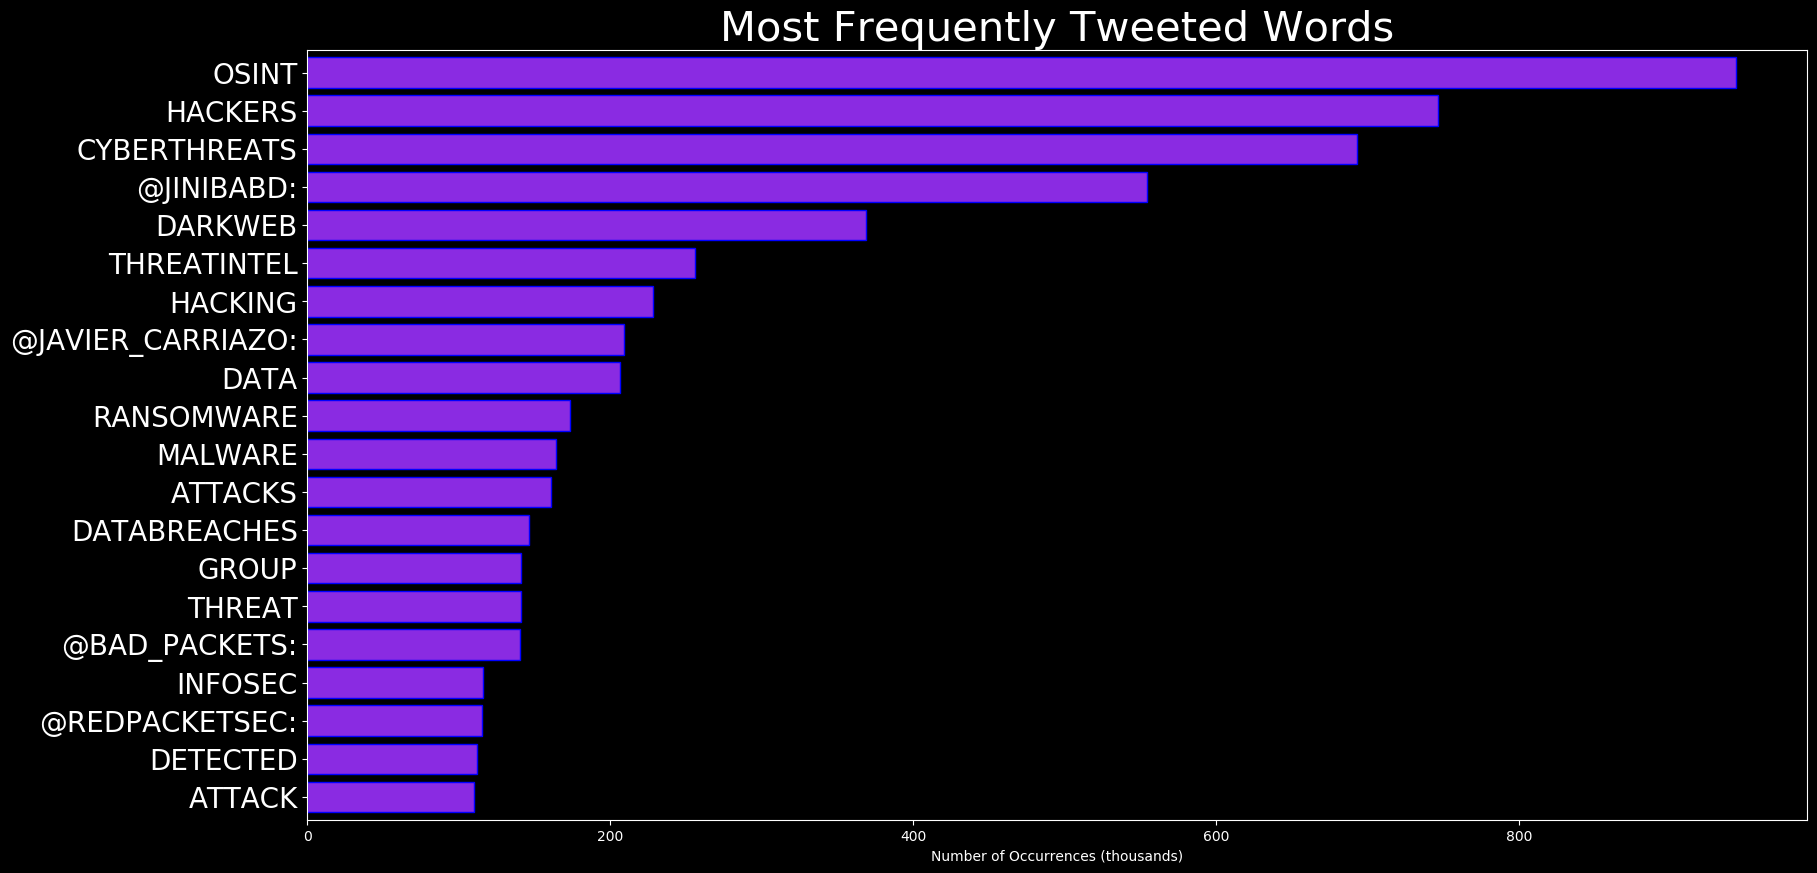 Most Frequently Tweeted Words
OSINT
HACKERS
CYBERTHREATS
@JINIBABD:
DARKWEB
THREATINTEL
HACKING
@JAVIER_CARRIAZO:
DATA
RANSOMWARE
MALWARE
ATTACKS
DATABREACHES
GROUP
THREAT
@BAD_PACKETS:
INFOSEC
@REDPACKETSEC:
DETECTED
ATTACK
0 200 400 600 800
Number of Occurrences (thousands)